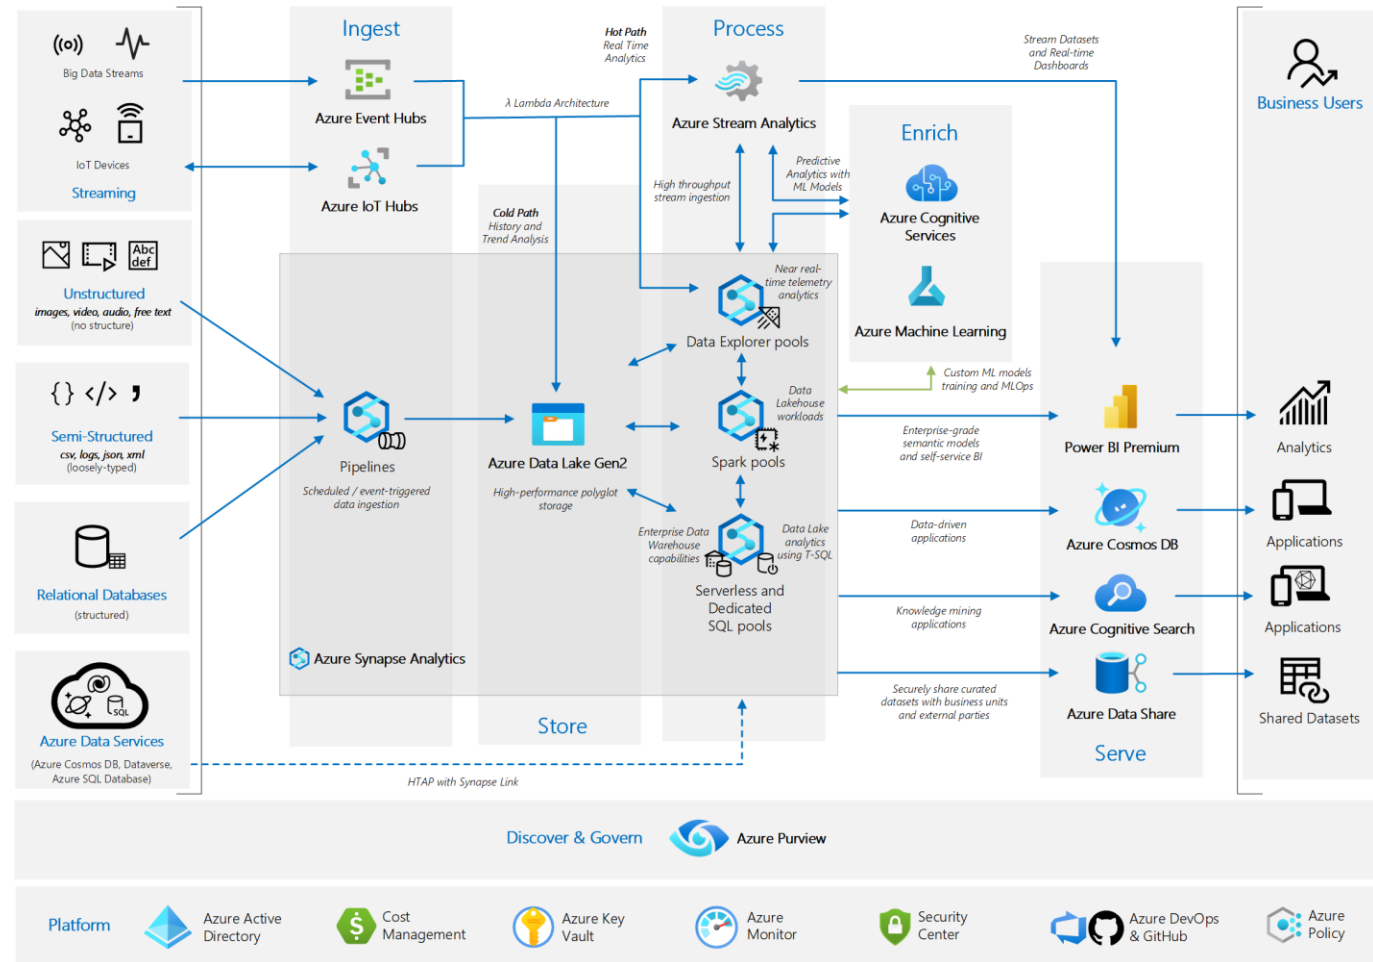 Ingest
Process
Business Users
Big Data Streams
IoT Devices
Streaming
Azure Event Hubs
Azure IoT Hubs
λ Lambda Architecture
Hot Path
Real Time
Analytics
Azure Stream Analytics
Stream Datasets
and Real-time
Dashboards
Enrich
Predictive
Analytics with
ML Models
High throughput
stream ingestion
Azure Cognitive
Services
Azure Machine Learning
Cold Path
History and
Trend Analysis
Abc
def
Unstructured
images, video, audio, free text
(no structure)
{} </> ,
Semi-Structured
csv, logs, json, xml
(loosely-typed)
Relational Databases
(structured)
SQL
Azure Data Services
(Azure Cosmos DB, Dataverse,
Azure SQL Database)
Pipelines
Scheduled / event-triggered
data ingestion
Azure Data Lake Gen2
High-performance polyglot
storage
Near real-
time telemetry
analytics
Data Explorer pools
Data
Lakehouse
workloads
Spark pools
Enterprise Data
Warehouse
capabilities
Data Lake
analytics
using T-SQL
Serverless and
Dedicated
SQL pools
Azure Synapse Analytics
Store
HTAP with Synapse Link
Custom ML models
training and MLOps
Enterprise-grade
semantic models
and self-service BI
Data-driven
applications
Knowledge mining
applications
Securely share curated
datasets with business units
and external parties
Power BI Premium
Azure Cosmos DB
Azure Cognitive Search
Azure Data Share
Serve
Analytics
Applications
Applications
Shared Datasets
Discover & Govern
Azure Purview
Platform
Azure Active
Directory
Cost
Management
Azure Key
Vault
Azure
Monitor
Security
Center
Azure DevOps
& GitHub
Azure
Policy